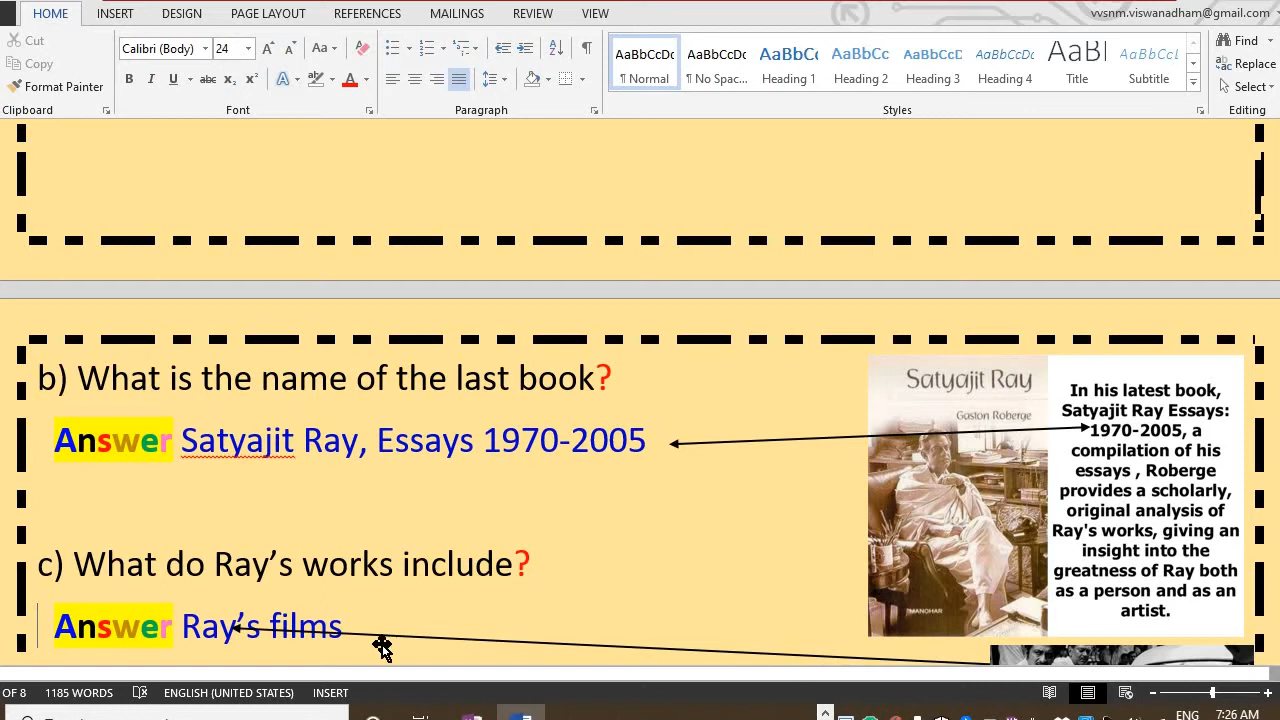 HOME INSERT DESIGN PAGE LAYOUT REFERENCES MAILINGS REVIEW VIEW vvsnm.viswanadham@gmail.com
Cut
Copy
Format Painter
Clipboard
Calibri (Body) 24
Font
Paragraph
AaBbCcDc AaBbCcDc AaBbC AaBbCc AaBbCcD AaBbCcDc AaBl AaBbCcL
¶ Normal ¶ No Spac... Heading 1 Heading 2 Heading 3 Heading 4 Title Subtitle
Styles
Find
Replace
Select
Editing
b) What is the name of the last book?
Answer Satyajit Ray, Essays 1970-2005
c) What do Ray’s works include?
Answer Ray’s films
Satyajit Ray
Gaston Roberge
MANOHAR
In his latest book,
Satyajit Ray Essays:
1970-2005, a
compilation of his
essays , Roberge
provides a scholarly,
original analysis of
Ray's works, giving an
insight into the
greatness of Ray both
as a person and as an
artist.
OF 8 1185 WORDS ENGLISH (UNITED STATES) INSERT
ENG 7:26 AM